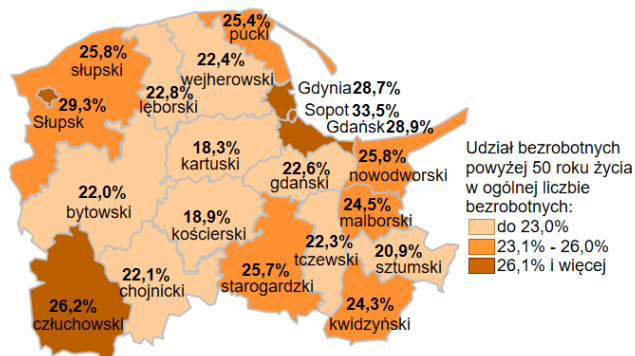 25,4%
pucki
25,8%
słupski
22,4%
wejherowski
Gdynia 28,7%
22,8%
lęborski
29,3%
Słupsk
Sopot 33,5%
Gdańsk 28,9%
18,3%
kartuski
22,6%
gdański
25,8%
nowodworski
22,0%
bytowski
18,9%
kościerski
24,5%
malborski
22,3%
tczewski
20,9%
sztumski
22,1%
chojnicki
25,7%
starogardzki
26,2%
człuchowski
24,3%
kwidzyński
Udział bezrobotnych
powyżej 50 roku życia
w ogólnej liczbie
bezrobotnych:
do 23,0%
23,1% - 26,0%
26,1% i więcej